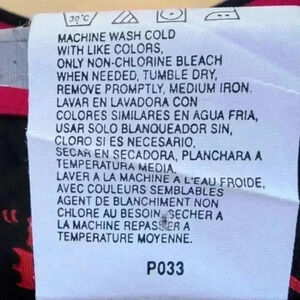 30°C
MACHINE WASH COLD
WITH LIKE COLORS,
ONLY NON-CHLORINE BLEACH
WHEN NEEDED, TUMBLE DRY,
REMOVE PROMPTLY, MEDIUM IRON.
LAVAR EN LAVADORA CON
COLORES SIMILARES EN AGUA FRIA,
USAR SOLO BLANQUEADOR SIN,
CLORO SI ES NECESARIO,
SECAR EN SECADORA, PLANCHAR A
TEMPERATURA MEDIA.
LAVER A LA MACHINE A L'EAU FROIDE,
AVEC COULEURS SEMBLABLES
AGENT DE BLANCHIMENT NON
CHLORE AU BESOIN, SECHER A
LA MACHINE REPASSER A
TEMPERATURE MOYENNE.
P033